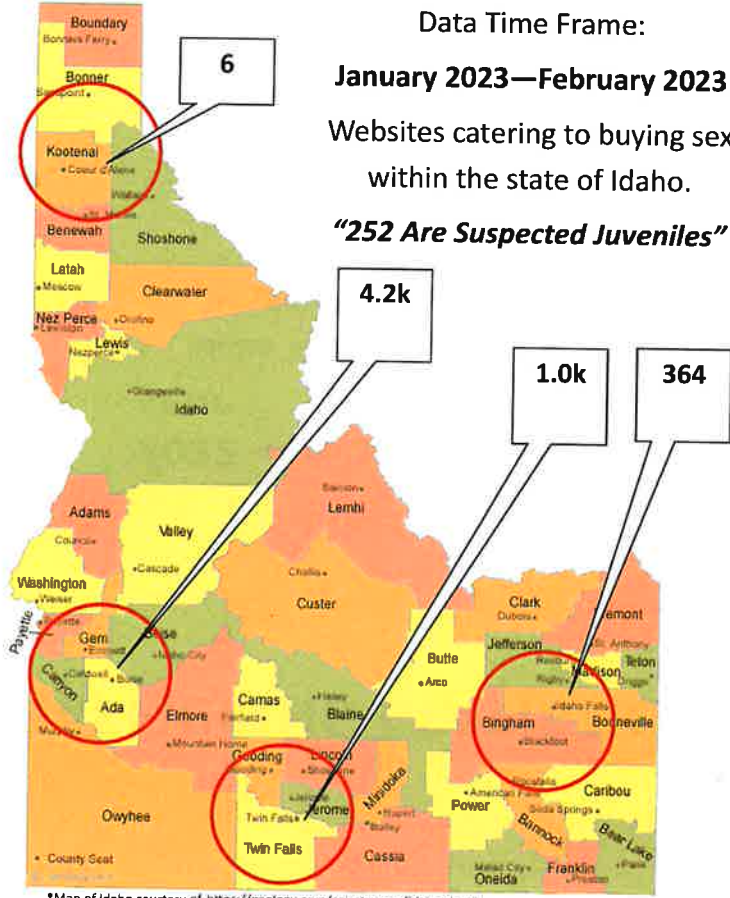 Data Time Frame:
January 2023—February 2023
Websites catering to buying sex
within the state of Idaho.
"252 Are Suspected Juveniles"
6
4.2k
1.0k
364
Boundary
Bonners Ferry
Bonner
Sandpoint
Kootenai
Coeur d'Alene
Wallace
Benewah
Shoshone
Latah
Moscow
Clearwater
Nez Perce
Orofino
Lewiston
Lewis
Nezperce
Grangeville
Idaho
Adams
Council
Valley
Cascade
Salmon
Lemhi
Washington
Weiser
Payette
Payette
Gem
Emmett
Boise
Idaho City
Canyon
Caldwell
Boise
Ada
Murphy
Challis
Custer
Clark
Dubois
Fremont
St. Anthony
Jefferson
Rexburg
Madison
Teton
Rigby
Driggs
Butte
Arco
Idaho Falls
Bingham
Bonneville
Blackfoot
Elmore
Mountain Home
Camas
Fairfield
Hailey
Blaine
Gooding
Gooding
Lincoln
Shoshone
Minidoka
Jerome
Jerome
Twin Falls
Twin Falls
Rupert
Burley
Cassia
Owyhee
County Seat
Pocatello
American Falls
Power
Bannock
Caribou
Soda Springs
Bear Lake
Paris
Malad City
Oneida
Franklin
Preston
*Map of Idaho courtesy of